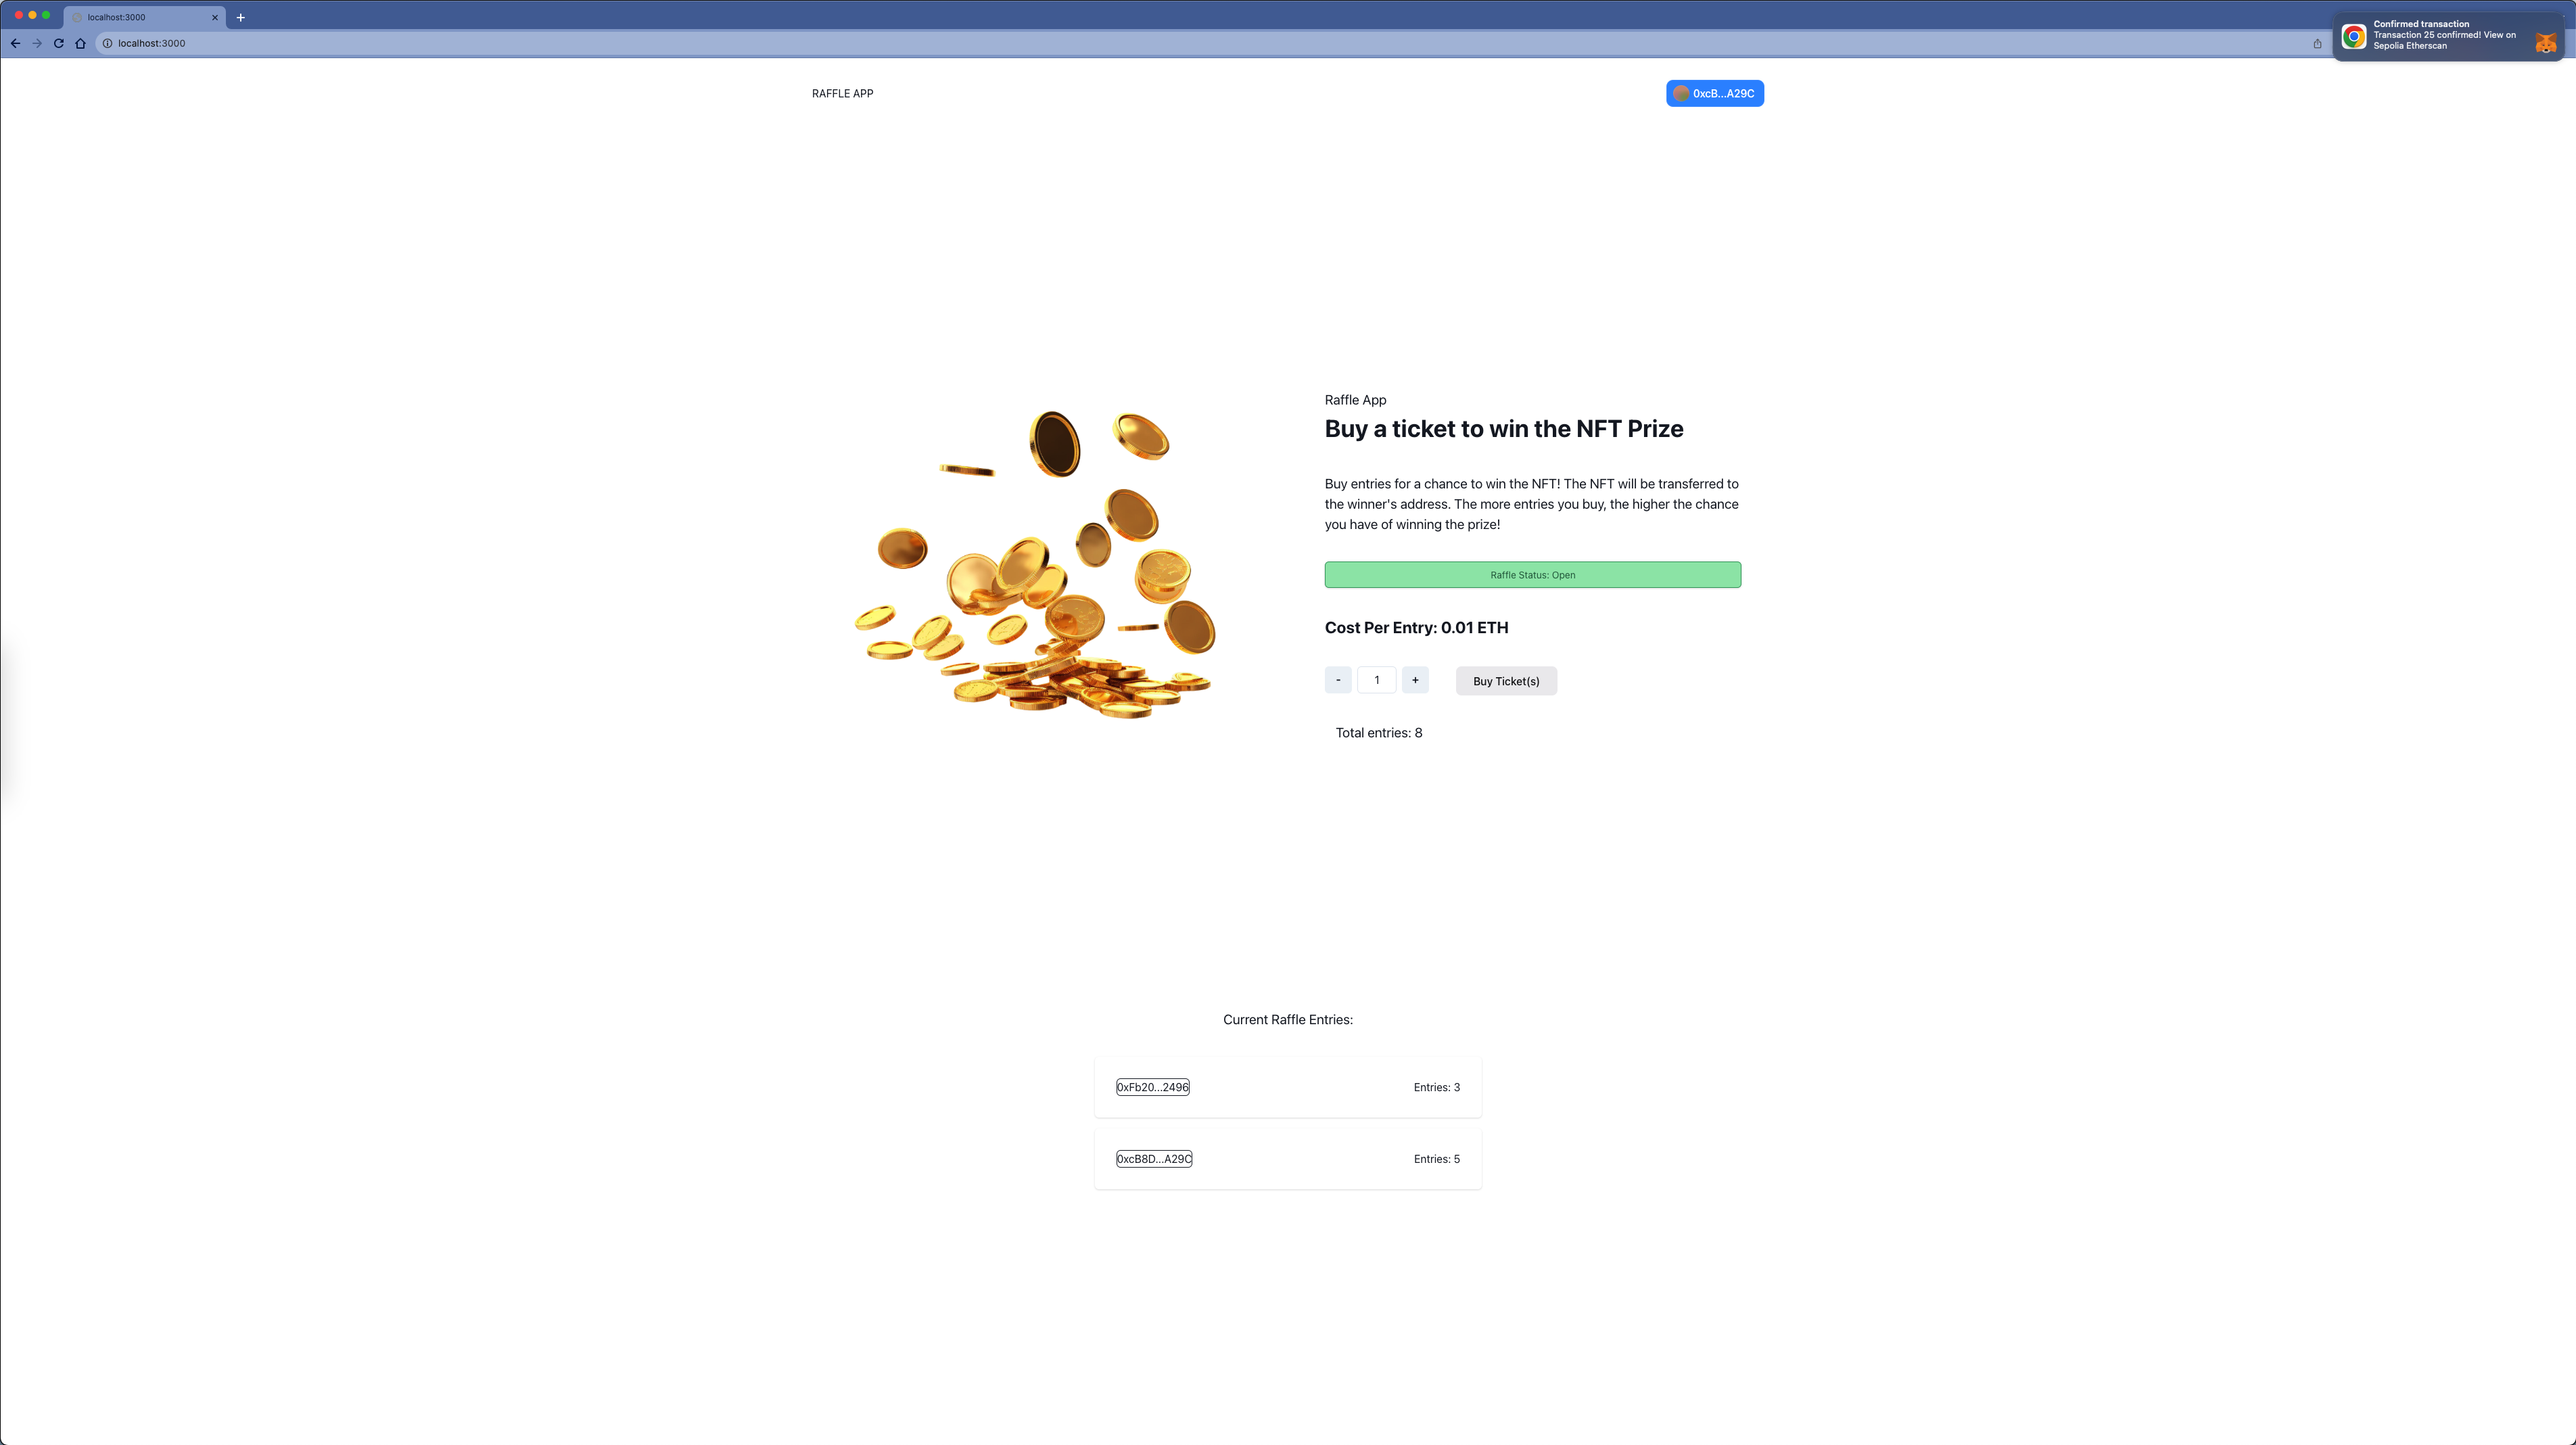 localhost:3000
localhost:3000
Confirmed transaction
Transaction 25 confirmed! View on
Sepolia Etherscan
RAFFLE APP
0xcB...A29C
Raffle App
Buy a ticket to win the NFT Prize
Buy entries for a chance to win the NFT! The NFT will be transferred to
the winner's address. The more entries you buy, the higher the chance
you have of winning the prize!
Raffle Status: Open
Cost Per Entry: 0.01 ETH
- 1 + Buy Ticket(s)
Total entries: 8
Current Raffle Entries:
0xFb20...2496 Entries: 3
0xcB8D...A29C Entries: 5